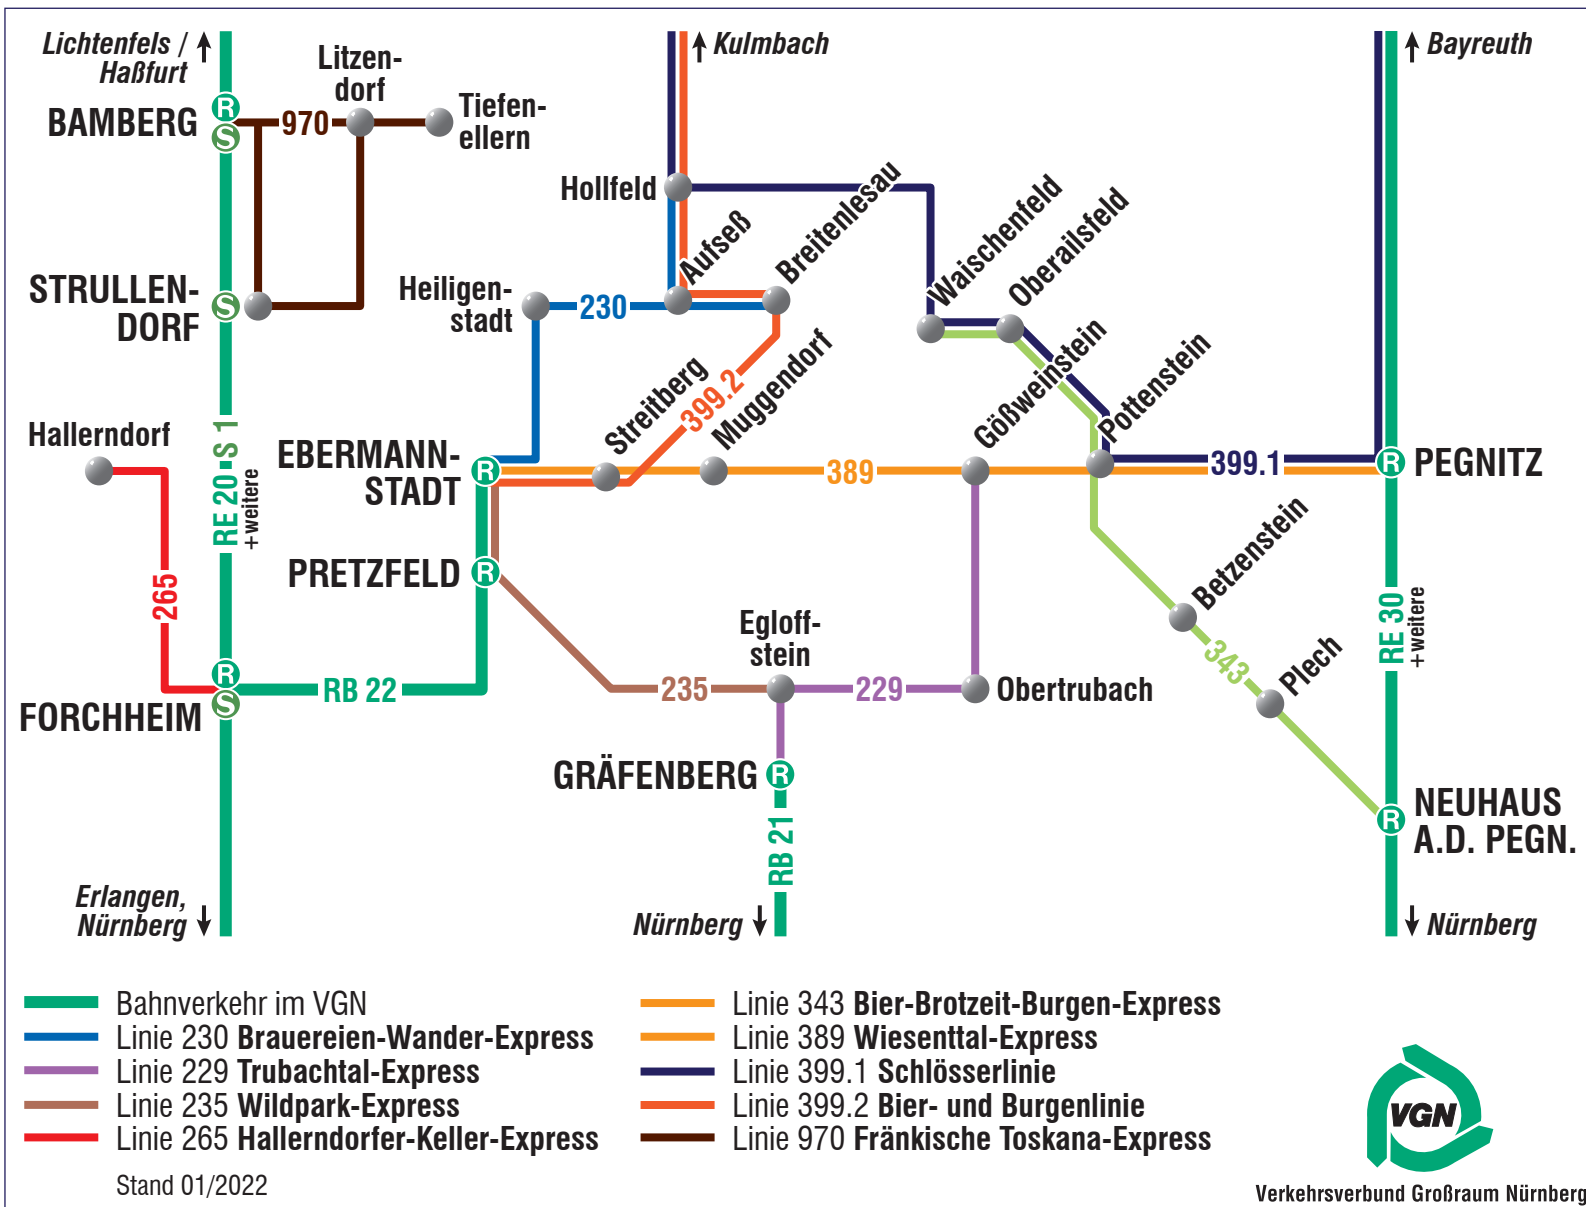 Lichtenfels /
Haßfurt
Kulmbach
Bayreuth
Litzen-
dorf
R
BAMBERG
S
970
Tiefen-
ellern
Hollfeld
Aufseß
Breitenlesau
Waischenfeld
Oberailsfeld
STRULLEN-
DORF
S
Heiligen-
stadt
230
Streitberg
399.2
Muggendorf
Gößweinstein
Pottenstein
Hallerndorf
RE 20 S 1
+weitere
EBERMANN-
STADT
R
389
399.1
R
PEGNITZ
PRETZFELD
R
265
Betzenstein
RE 30
+weitere
Egloff-
stein
343
Plech
R
S
FORCHHEIM
RB 22
235
229
Obertrubach
GRÄFENBERG
R
RB 21
R
NEUHAUS
A.D. PEGN.
Erlangen,
Nürnberg
Nürnberg
Nürnberg
Bahnverkehr im VGN
Linie 230 Brauereien-Wander-Express
Linie 229 Trubachtal-Express
Linie 235 Wildpark-Express
Linie 265 Hallerndorfer-Keller-Express
Stand 01/2022
Linie 343 Bier-Brotzeit-Burgen-Express
Linie 389 Wiesenttal-Express
Linie 399.1 Schlösserlinie
Linie 399.2 Bier- und Burgenlinie
Linie 970 Fränkische Toskana-Express
VGN
Verkehrsverbund Großraum Nürnberg